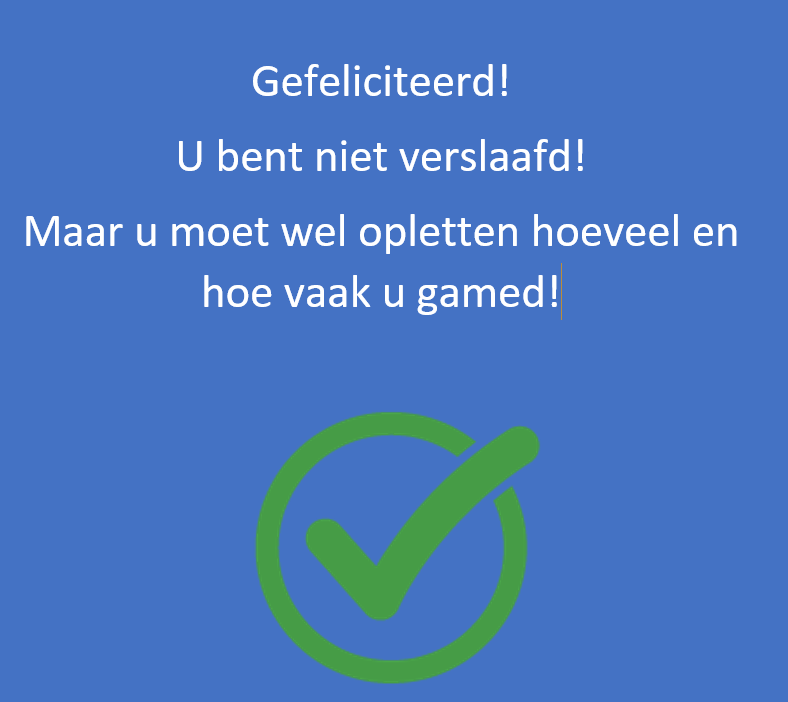 Gefeliciteerd!
U bent niet verslaafd!
Maar u moet wel opletten hoeveel en
hoe vaak u gamed!